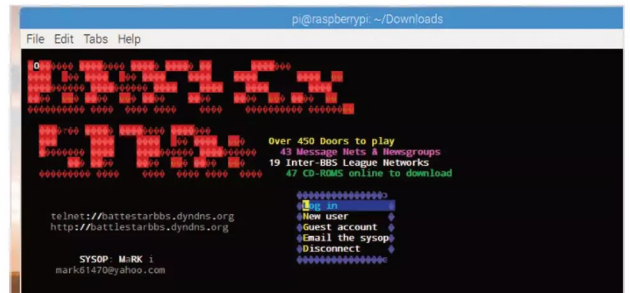 pi@raspberrypi: ~/Downloads
File Edit Tabs Help
Over 450 Doors to play
43 Message Nets & Newsgroups
19 Inter-BBS League Networks
47 CD-ROMS online to download
telnet://battestarbbs.dyndns.org
http://battlestarbbs.dyndns.org
SYSOP: MaRK i
mark61470@yahoo.com
Log in
New user
Guest account
Email the sysop
Disconnect